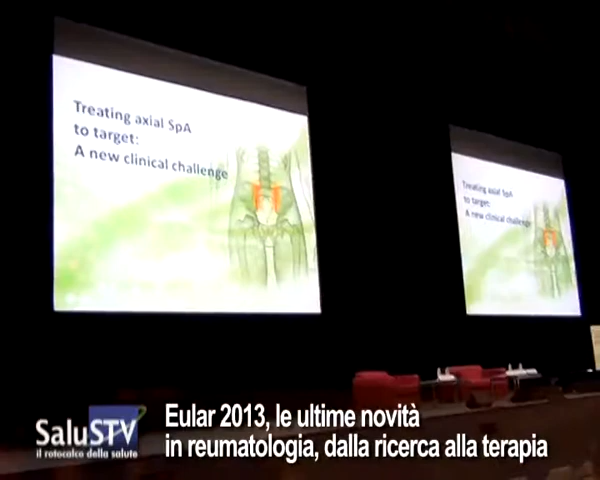 Treating axial SpA
to target:
A new clinical challenge
Treating axial SpA
to target:
A new clinical challenge
SaluSTV
il rotocalco della salute
Eular 2013, le ultime novità
in reumatologia, dalla ricerca alla terapia